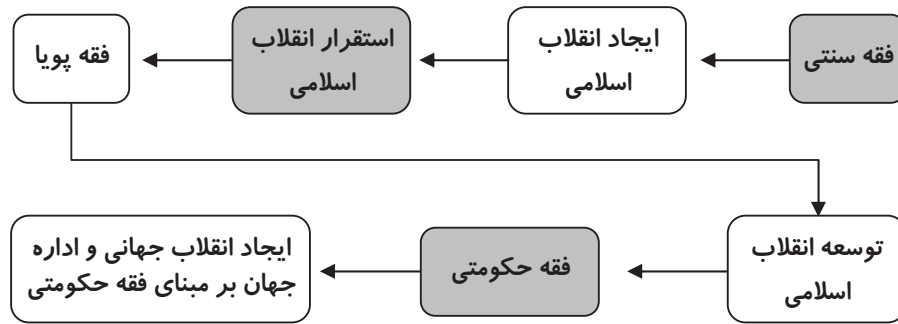 فقه سنتی
ایجاد انقلاب
اسلامی
استقرار انقلاب
اسلامی
فقه پویا
توسعه انقلاب
اسلامی
فقه حکومتی
ایجاد انقلاب جهانی و اداره
جهان بر مبنای فقه حکومتی